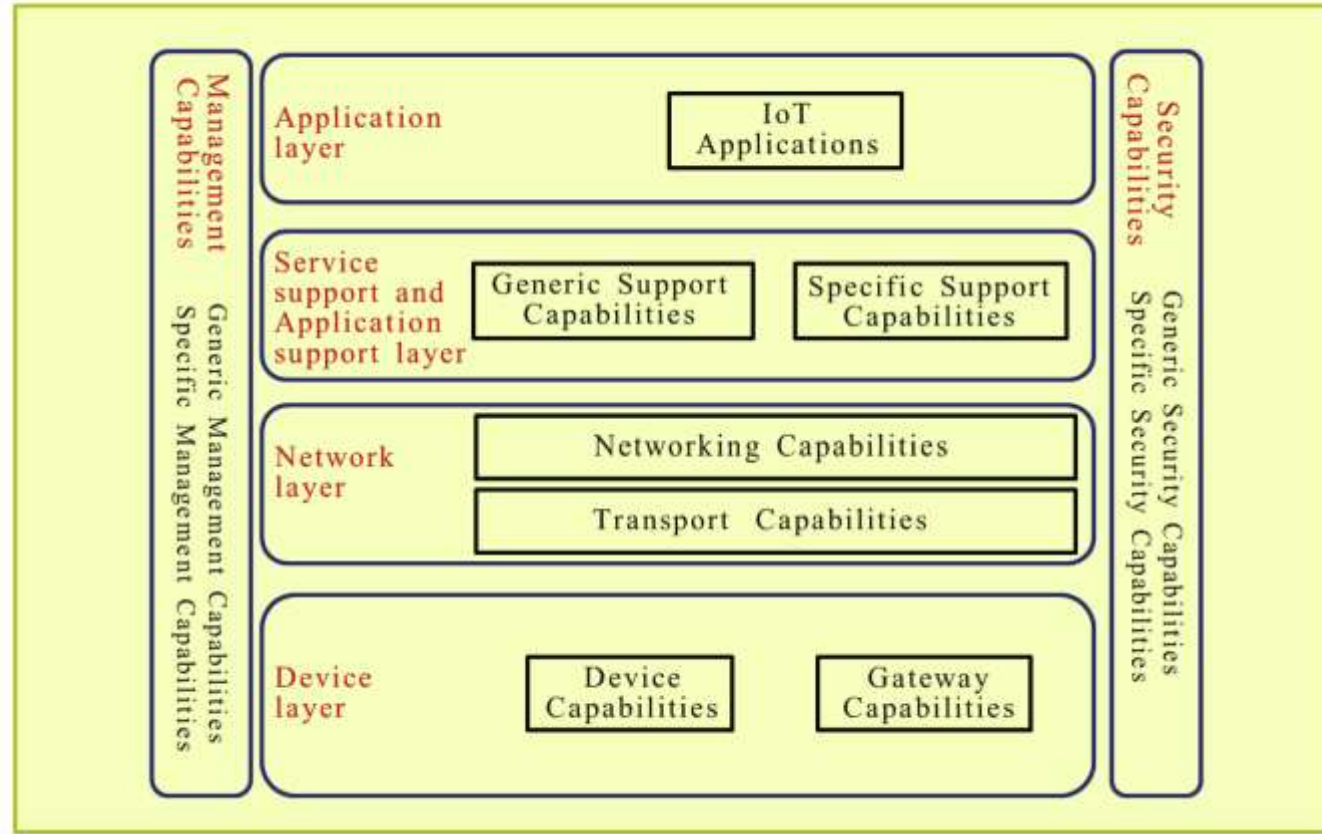 Management
Capabilities
Generic Management Capabilities
Specific Management Capabilities
Application
layer
IoT
Applications
Service
support and
Application
support layer
Generic Support
Capabilities
Specific Support
Capabilities
Network
layer
Networking Capabilities
Transport Capabilities
Device
layer
Device
Capabilities
Gateway
Capabilities
Security
Capabilities
Generic Security Capabilities
Specific Security Capabilities